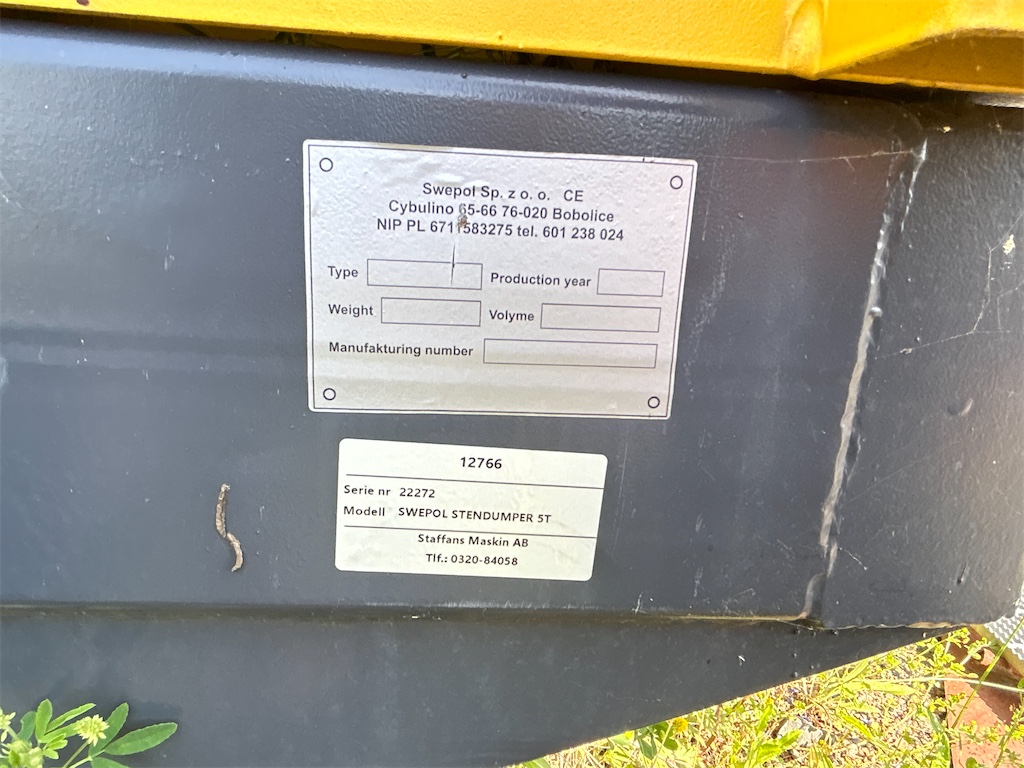 Swepol Sp. z o. o. CE
Cybulino 65-66 76-020 Bobolice
NIP PL 6711583275 tel. 601 238 024
Type Production year
Weight Volyme
Manufakturing number
12766
Serie nr 22272
Modell SWEPOL STENDUMPER 5T
Staffans Maskin AB
Tlf.: 0320-84058